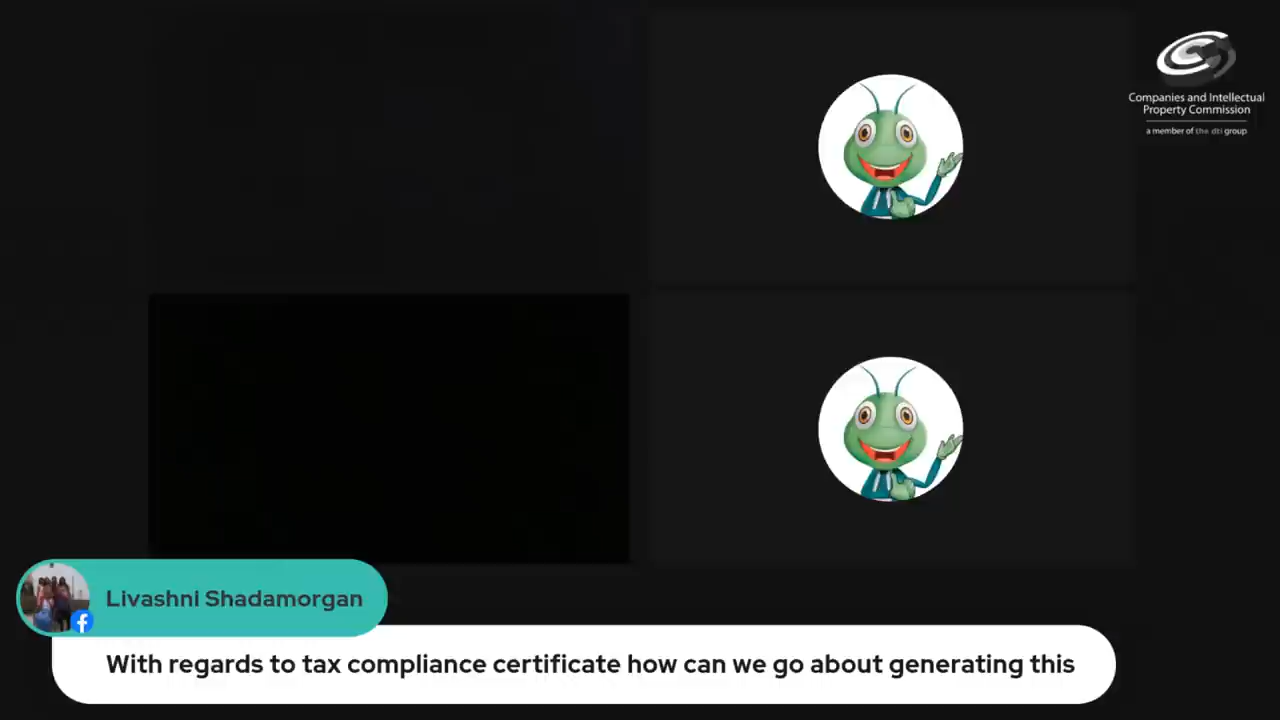 Companies and Intellectual
Property Commission
a member of the dti group
Livashni Shadamorgan
With regards to tax compliance certificate how can we go about generating this